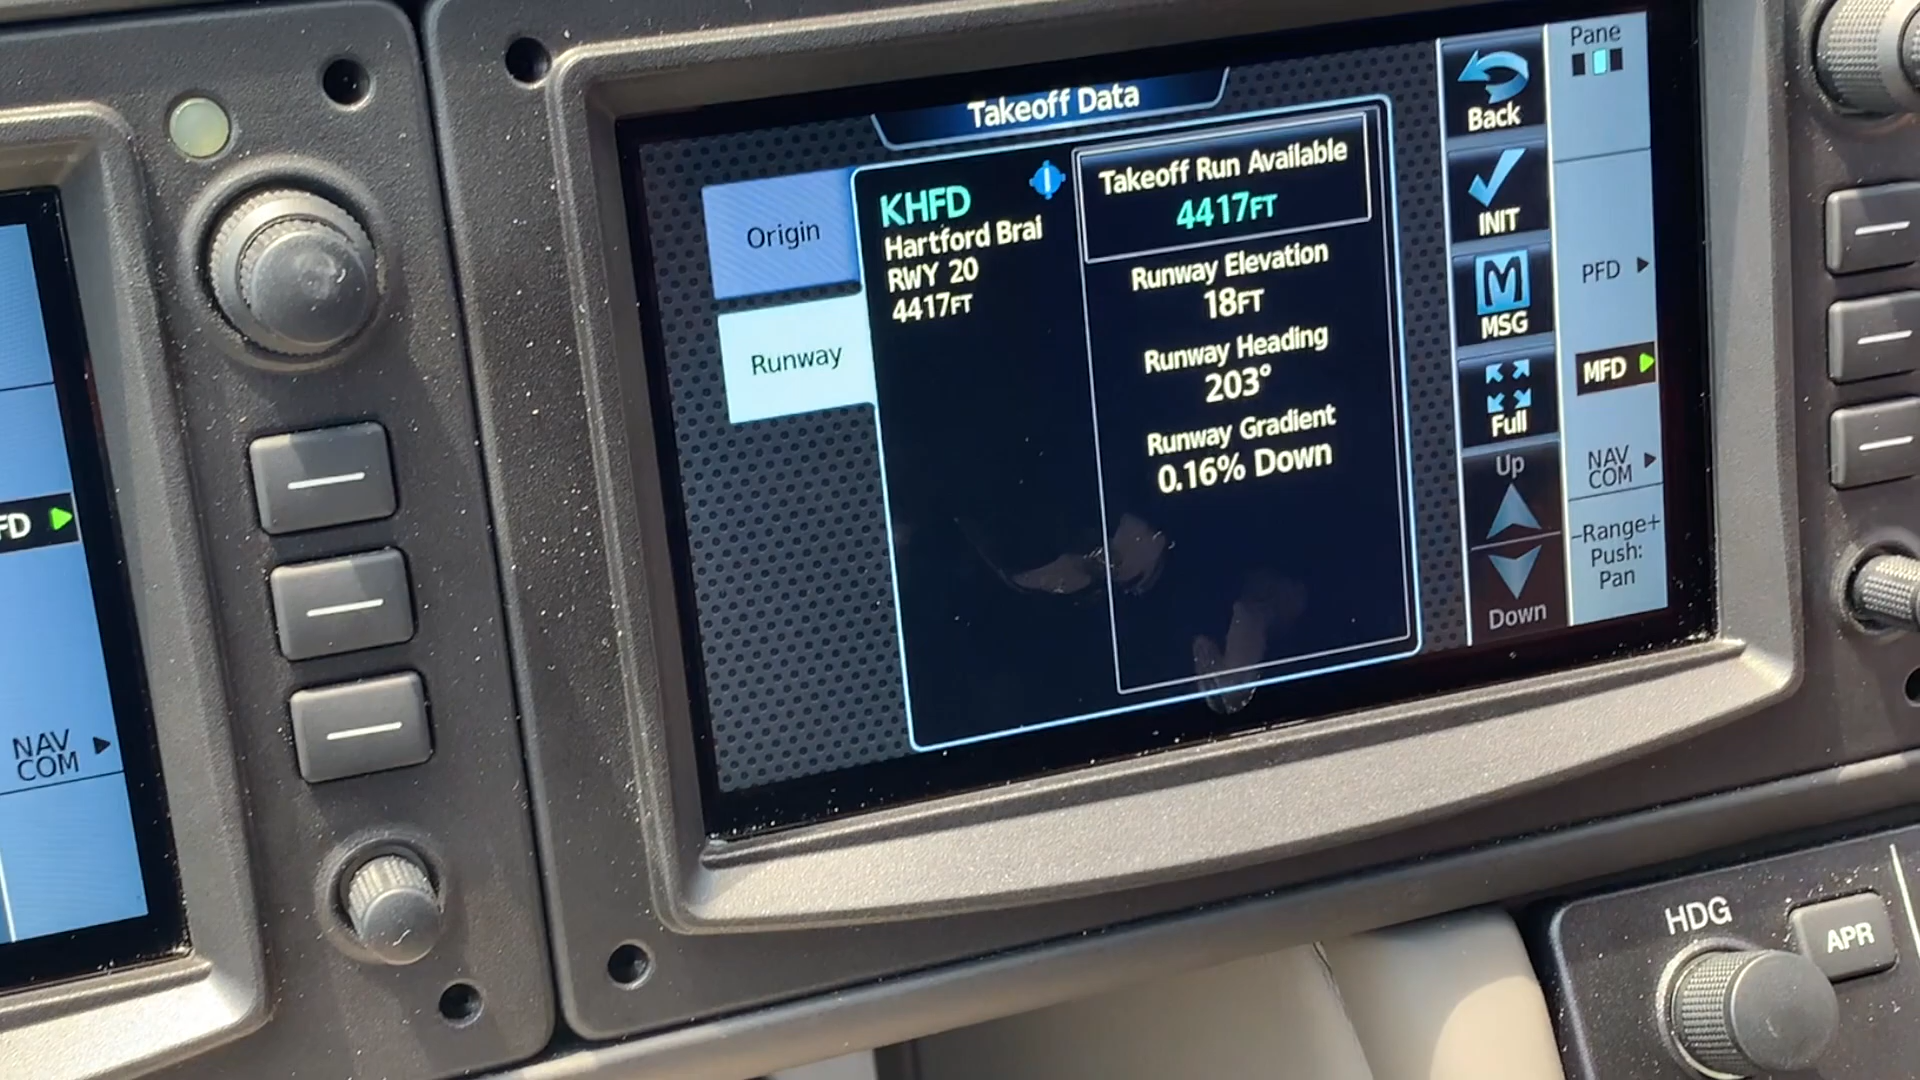 FD
NAV
COM
Takeoff Data
Origin
Runway
KHFD
Hartford Brai
RWY 20
4417FT
Takeoff Run Available
4417FT
Runway Elevation
18FT
Runway Heading
203°
Runway Gradient
0.16% Down
Back
INIT
MSG
Full
Up
Down
Pane
PFD
MFD
NAV
COM
–Range+
Push:
Pan
HDG
APR